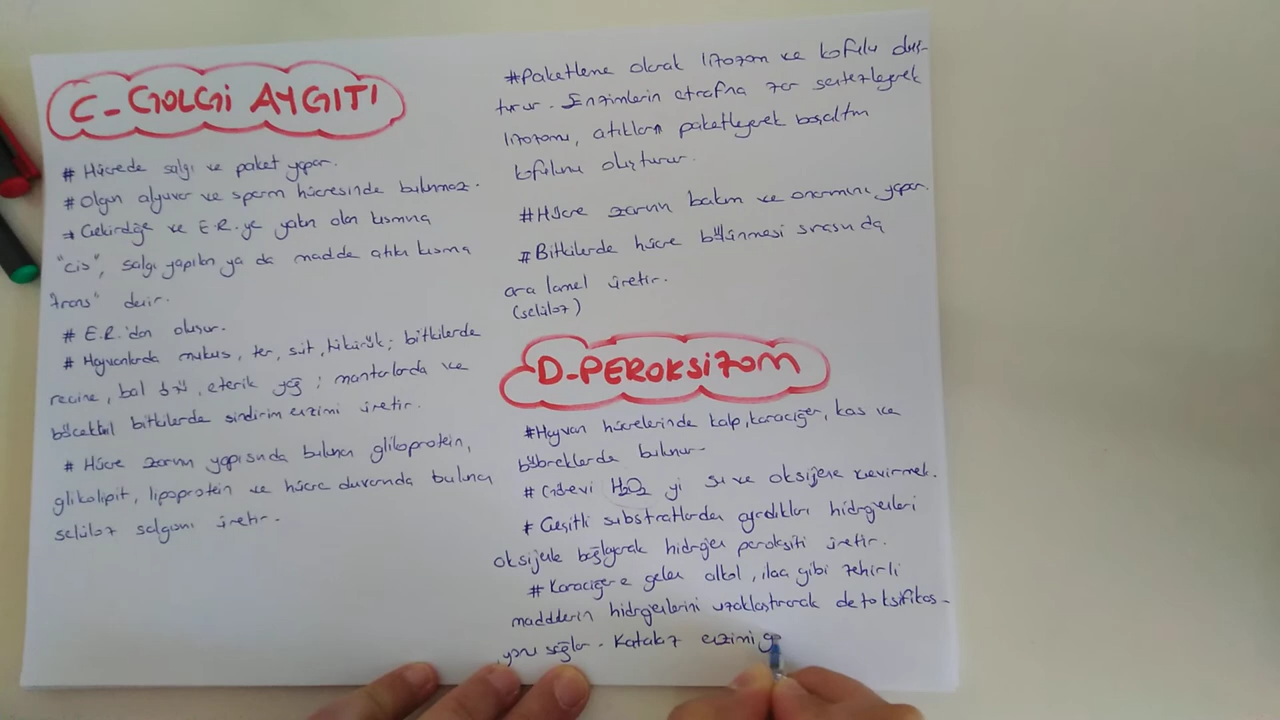 C-GOLGİ AYGITI
# Hücrede salgı ve paket yapar.
# Olgun alyuvar ve sperm hücresinde bulunmaz.
→ Çekirdeğe ve E.R.ye yakın olan kısmına
"cis", salgı yapılan ya da madde atılan kısma
"trans" denir.
# E.R.'dan oluşur.
# Hayvanlarda mukus, ter, süt, tükürük; bitkilerde
reçine, bal özü, eterik yağ; mantarlarda ve
böcekçil bitkilerde sindirim enzimi üretir.
# Hücre zarının yapısında bulunan glikoprotein,
glikolipit, lipoprotein ve hücre duvarında bulunan
selüloz salgısını üretir.
#Paketleme olarak lizozom ve koful oluş-
turur. Enzimlerin etrafına zar sentezleyerek
lizozomu, atıkları paketleyerek boşaltım
kofulunu oluşturur.
#Hücre zarının bakım ve onarımını yapar.
#Bitkilerde hücre bölünmesi sırasında
ara lamel üretir.
(selüloz)
D-PEROKSİZOM
#Hayvan hücrelerinde kalp, karaciğer, kas ve
böbreklerde bulunur.
# Görevi H₂O₂ yi su ve oksijene çevirmek.
# Çeşitli substratlardan ayırdıkları hidrojenleri
oksijenle bağlayarak hidrojen peroksiti üretir.
# Karaciğere gelen alkol, ilaç gibi zehirli
maddelerin hidrojenlerini uzaklaştırarak detoksifikas-
yonu sağlar. Katalaz enzimi g